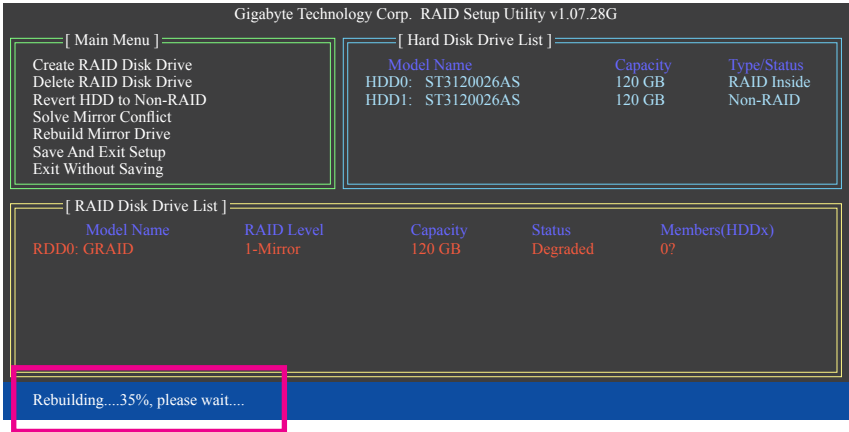 Gigabyte Technology Corp. RAID Setup Utility v1.07.28G
[ Main Menu ]
Create RAID Disk Drive
Delete RAID Disk Drive
Revert HDD to Non-RAID
Solve Mirror Conflict
Rebuild Mirror Drive
Save And Exit Setup
Exit Without Saving
[ Hard Disk Drive List ]
Model Name Capacity Type/Status
HDD0: ST3120026AS 120 GB RAID Inside
HDD1: ST3120026AS 120 GB Non-RAID
[ RAID Disk Drive List ]
Model Name RAID Level Capacity Status Members(HDDx)
RDD0: GRAID 1-Mirror 120 GB Degraded 0?
Rebuilding....35%, please wait....